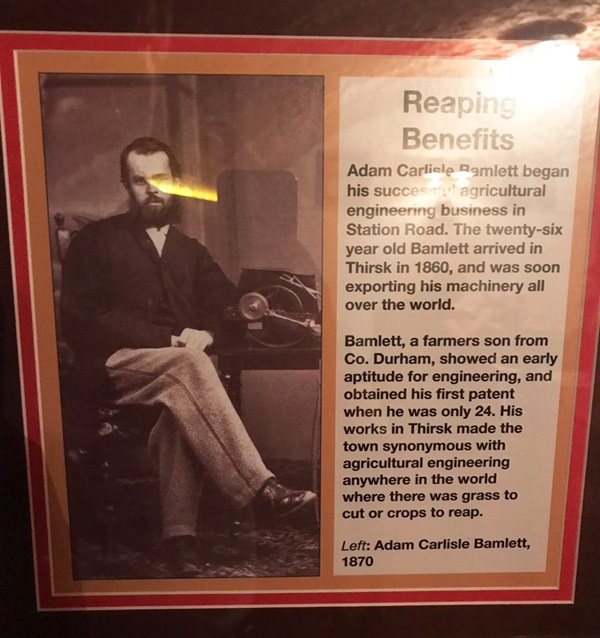 Reaping
Benefits
Adam Carlisle Bamlett began
his successful agricultural
engineering business in
Station Road. The twenty-six
year old Bamlett arrived in
Thirsk in 1860, and was soon
exporting his machinery all
over the world.
Bamlett, a farmers son from
Co. Durham, showed an early
aptitude for engineering, and
obtained his first patent
when he was only 24. His
works in Thirsk made the
town synonymous with
agricultural engineering
anywhere in the world
where there was grass to
cut or crops to reap.
Left: Adam Carlisle Bamlett,
1870